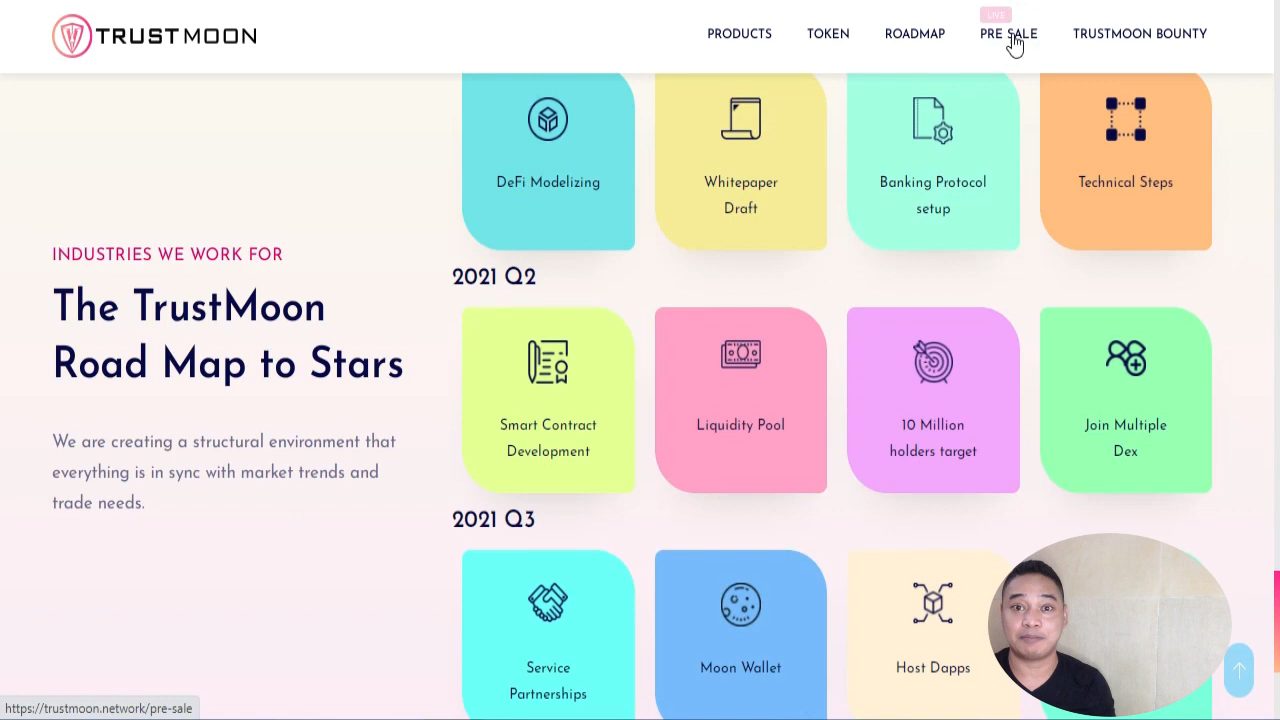 TRUSTMOON
LIVE
PRODUCTS TOKEN ROADMAP PRE SALE TRUSTMOON BOUNTY
DeFi Modelizing
Whitepaper
Draft
Banking Protocol
setup
Technical Steps
INDUSTRIES WE WORK FOR
The TrustMoon
Road Map to Stars
We are creating a structural environment that
everything is in sync with market trends and
trade needs.
2021 Q2
Smart Contract
Development
Liquidity Pool
10 Million
holders target
Join Multiple
Dex
2021 Q3
Service
Partnerships
Moon Wallet
Host Dapps
https://trustmoon.network/pre-sale